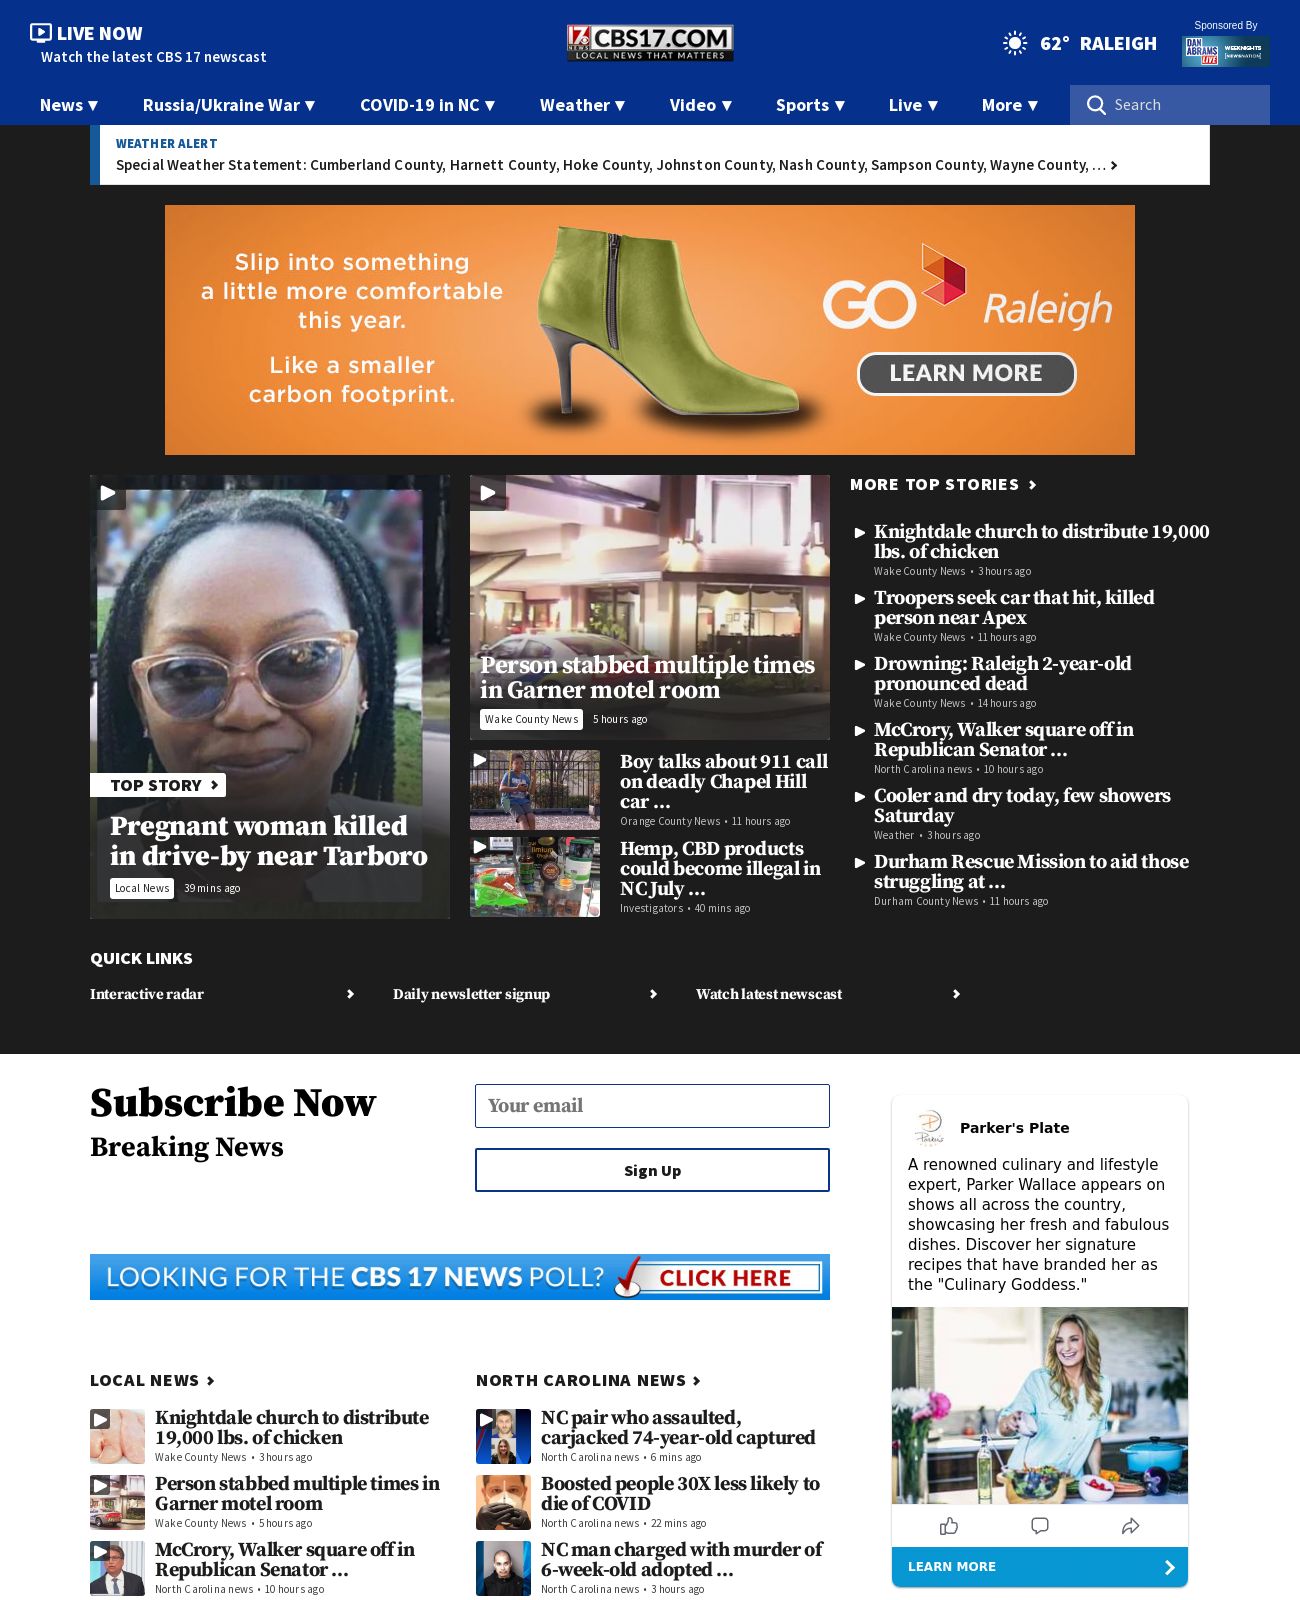 LIVE NOW
Watch the latest CBS 17 newscast
17 NEWS CBS17.COM
LOCAL NEWS THAT MATTERS
62° RALEIGH
Sponsored By
DAN ABRAMS LIVE WEEKNIGHTS
News ▼ Russia/Ukraine War ▼ COVID-19 in NC ▼ Weather ▼ Video ▼ Sports ▼ Live ▼ More ▼ Search
WEATHER ALERT
Special Weather Statement: Cumberland County, Harnett County, Hoke County, Johnston County, Nash County, Sampson County, Wayne County, …
Slip into something
a little more comfortable
this year.
Like a smaller
carbon footprint.
GO Raleigh
LEARN MORE
TOP STORY
Pregnant woman killed
in drive-by near Tarboro
Local News 39 mins ago
Person stabbed multiple times
in Garner motel room
Wake County News 5 hours ago
Boy talks about 911 call
on deadly Chapel Hill
car …
Orange County News • 11 hours ago
Hemp, CBD products
could become illegal in
NC July …
Investigators • 40 mins ago
MORE TOP STORIES
Knightdale church to distribute 19,000
lbs. of chicken
Wake County News • 3 hours ago
Troopers seek car that hit, killed
person near Apex
Wake County News • 11 hours ago
Drowning: Raleigh 2-year-old
pronounced dead
Wake County News • 14 hours ago
McCrory, Walker square off in
Republican Senator …
North Carolina news • 10 hours ago
Cooler and dry today, few showers
Saturday
Weather • 3 hours ago
Durham Rescue Mission to aid those
struggling at …
Durham County News • 11 hours ago
QUICK LINKS
Interactive radar
Daily newsletter signup
Watch latest newscast
Subscribe Now
Breaking News
Your email
Sign Up
LOOKING FOR THE CBS 17 NEWS POLL? CLICK HERE
Parker's
Parker's Plate
A renowned culinary and lifestyle
expert, Parker Wallace appears on
shows all across the country,
showcasing her fresh and fabulous
dishes. Discover her signature
recipes that have branded her as
the "Culinary Goddess."
LEARN MORE
LOCAL NEWS
Knightdale church to distribute
19,000 lbs. of chicken
Wake County News • 3 hours ago
Person stabbed multiple times in
Garner motel room
Wake County News • 5 hours ago
McCrory, Walker square off in
Republican Senator …
North Carolina news • 10 hours ago
NORTH CAROLINA NEWS
NC pair who assaulted,
carjacked 74-year-old captured
North Carolina news • 6 mins ago
Boosted people 30X less likely to
die of COVID
North Carolina news • 22 mins ago
NC man charged with murder of
6-week-old adopted …
North Carolina news • 3 hours ago